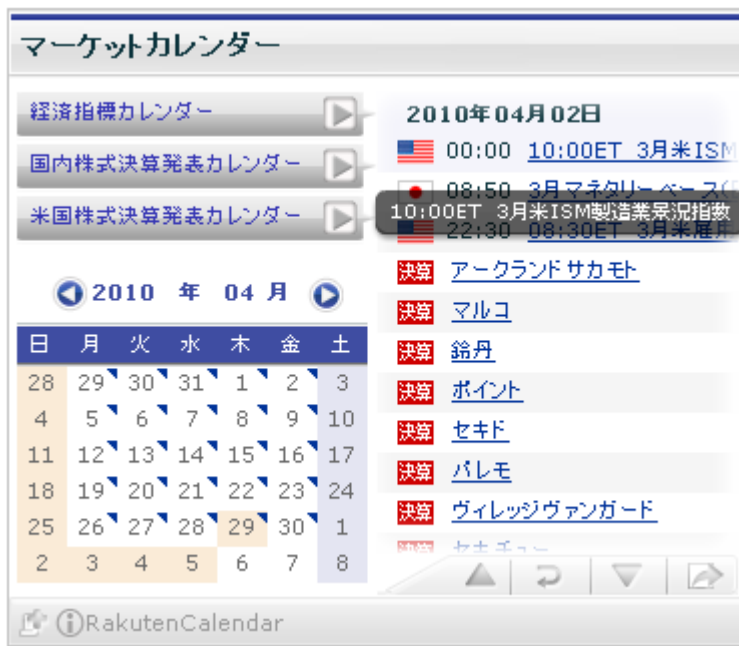 マーケットカレンダー
経済指標カレンダー
国内株式決算発表カレンダー
米国株式決算発表カレンダー
2010 年 04 月
日 月 火 水 木 金 土
28 29 30 31 1 2 3
4 5 6 7 8 9 10
11 12 13 14 15 16 17
18 19 20 21 22 23 24
25 26 27 28 29 30 1
2 3 4 5 6 7 8
2010年04月02日
00:00 10:00ET 3月米ISM
08:50 3月マネタリーベース(
10:00ET 3月米ISM製造業景況指数
22:30 08:30ET 3月米雇用
決算 アークランドサカモト
決算 マルコ
決算 鈴丹
決算 ポイント
決算 セキド
決算 パレモ
決算 ヴィレッジヴァンガード
決算 セキチュー
RakutenCalendar